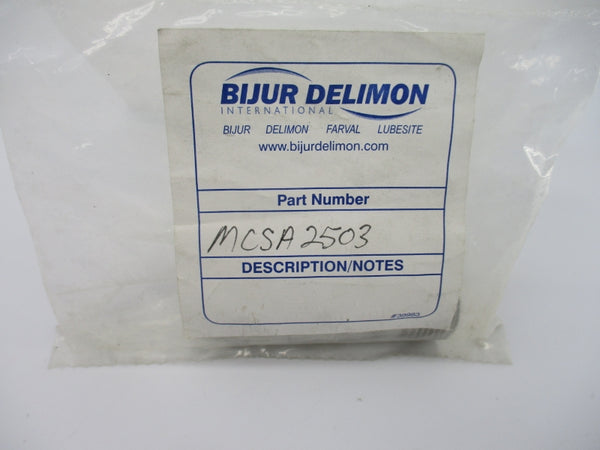 BIJUR DELIMON
INTERNATIONAL
BIJUR DELIMON FARVAL LUBESITE
www.bijurdelimon.com
Part Number
MCSA2503
DESCRIPTION/NOTES